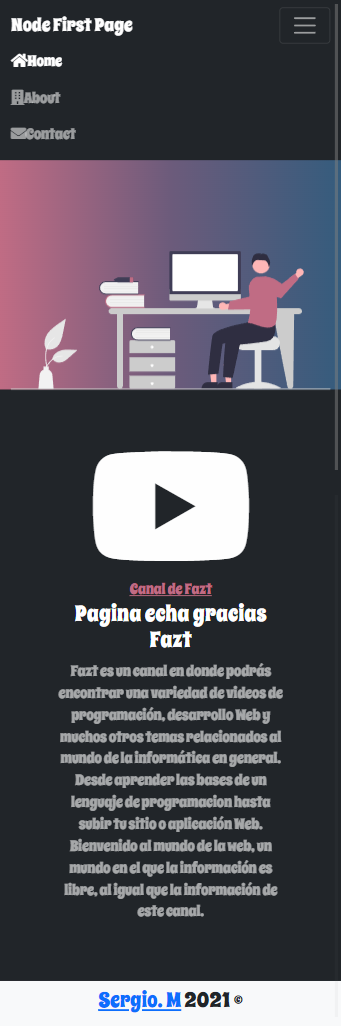 Node First Page
Home
About
Contact
Canal de Fazt
Pagina echa gracias
Fazt
Fazt es un canal en donde podrás
encontrar una variedad de videos de
programación, desarrollo Web y
muchos otros temas relacionados al
mundo de la informática en general.
Desde aprender las bases de un
lenguaje de programacion hasta
subir tu sitio o aplicación Web.
Bienvenido al mundo de la web, un
mundo en el que la información es
libre, al igual que la información de
este canal.
Sergio. M 2021 ©